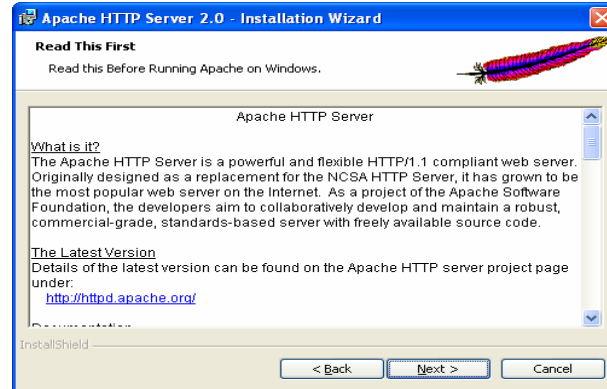 Apache HTTP Server 2.0 - Installation Wizard
Read This First
Read this Before Running Apache on Windows.
Apache HTTP Server
What is it?
The Apache HTTP Server is a powerful and flexible HTTP/1.1 compliant web server.
Originally designed as a replacement for the NCSA HTTP Server, it has grown to be
the most popular web server on the Internet. As a project of the Apache Software
Foundation, the developers aim to collaboratively develop and maintain a robust,
commercial-grade, standards-based server with freely available source code.
The Latest Version
Details of the latest version can be found on the Apache HTTP server project page
under:
http://httpd.apache.org/
InstallShield
< Back
Next >
Cancel